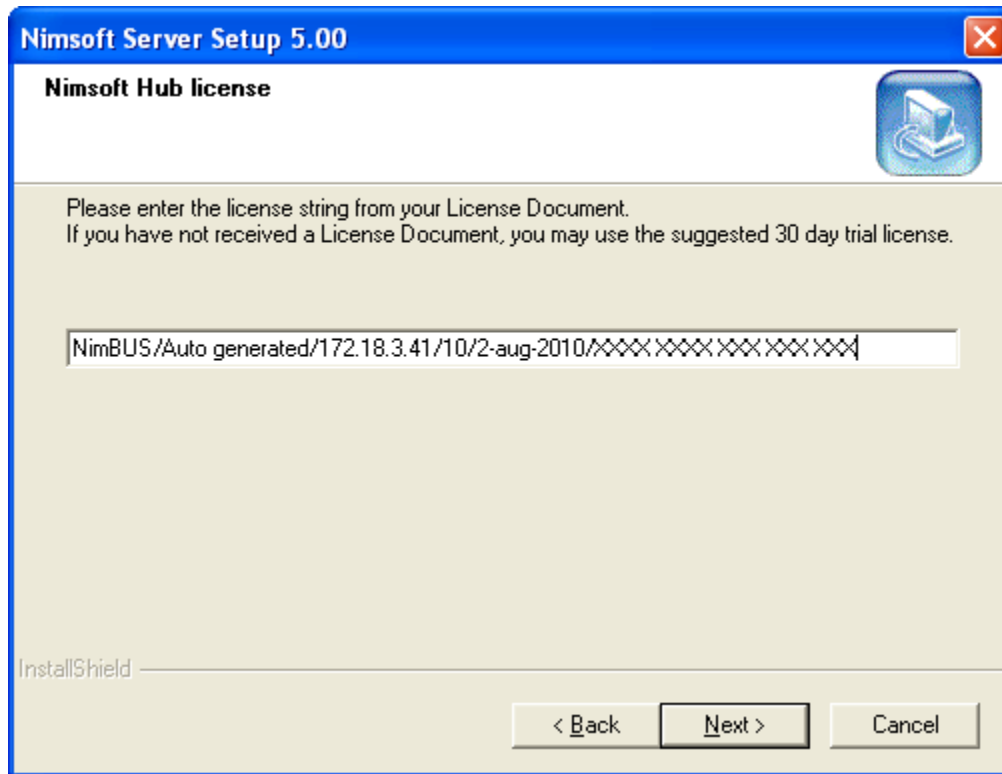 Nimsoft Server Setup 5.00
Nimsoft Hub license
Please enter the license string from your License Document.
If you have not received a License Document, you may use the suggested 30 day trial license.
NimBUS/Auto generated/172.18.3.41/10/2-aug-2010/XXXX XXXX XXX XXX XXX
InstallShield
< Back
Next >
Cancel